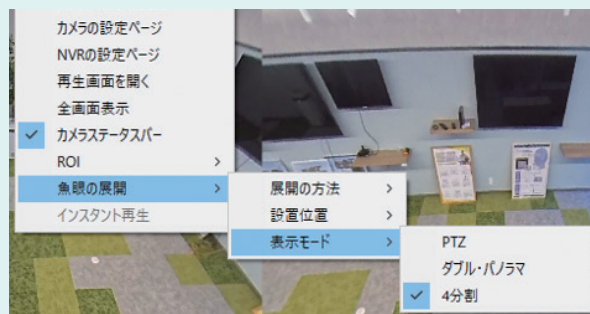 カメラの設定ページ
NVRの設定ページ
再生画面を開く
全画面表示
カメラステータスバー
ROI
魚眼の展開
インスタント再生
展開の方法
設置位置
表示モード
PTZ
ダブル・パノラマ
4分割